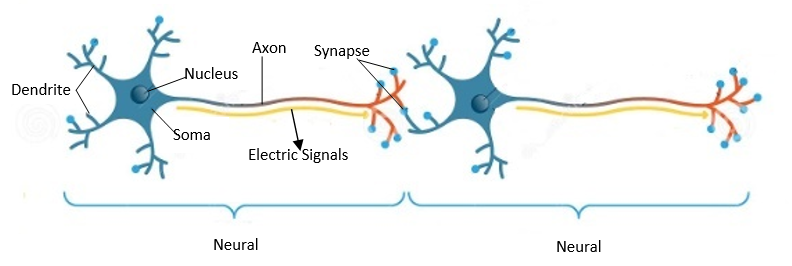 Axon
Synapse
Nucleus
Dendrite
Soma
Electric Signals
Neural
Neural